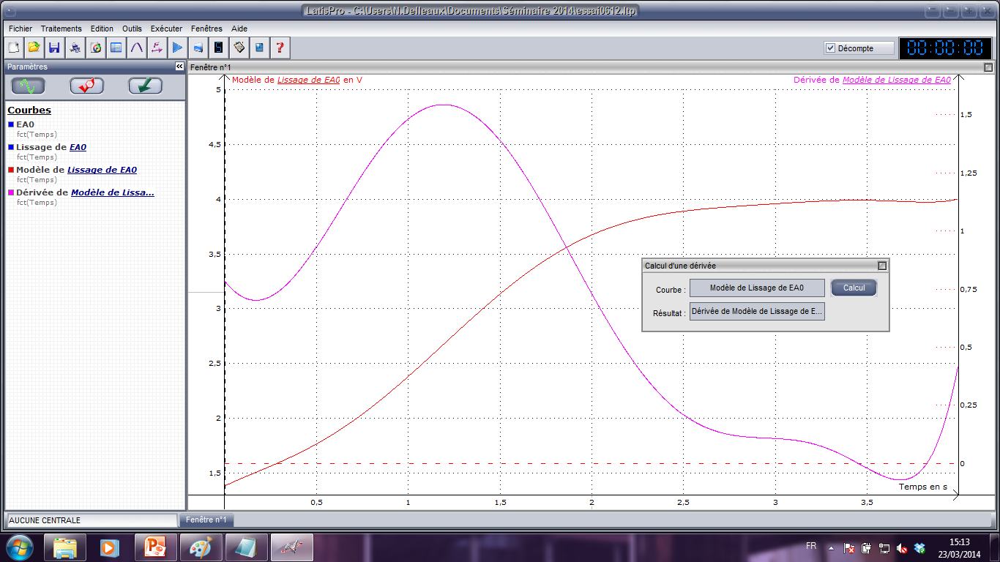 LatisPro - C:\Users\N.Delleaux\Documents\Séminaire 2014\essai0612.ltp
Fichier Traitements Edition Outils Exécuter Fenêtres Aide
Décompte
00:00:00
Paramètres
Courbes
EA0
fct(Temps)
Lissage de EA0
fct(Temps)
Modèle de Lissage de EA0
fct(Temps)
Dérivée de Modèle de Lissa...
fct(Temps)
Fenêtre n°1
Modèle de Lissage de EA0 en V
Dérivée de Modèle de Lissage de EA0
5
4,5
4
3,5
3
2,5
2
1,5
1,5
1,25
1
0,75
0,5
0,25
0
Calcul d'une dérivée
Courbe : Modèle de Lissage de EA0 Calcul
Résultat : Dérivée de Modèle de Lissage de E...
Temps en s
0,5 1 1,5 2 2,5 3 3,5
AUCUNE CENTRALE
Fenêtre n°1
FR
15:13
23/03/2014